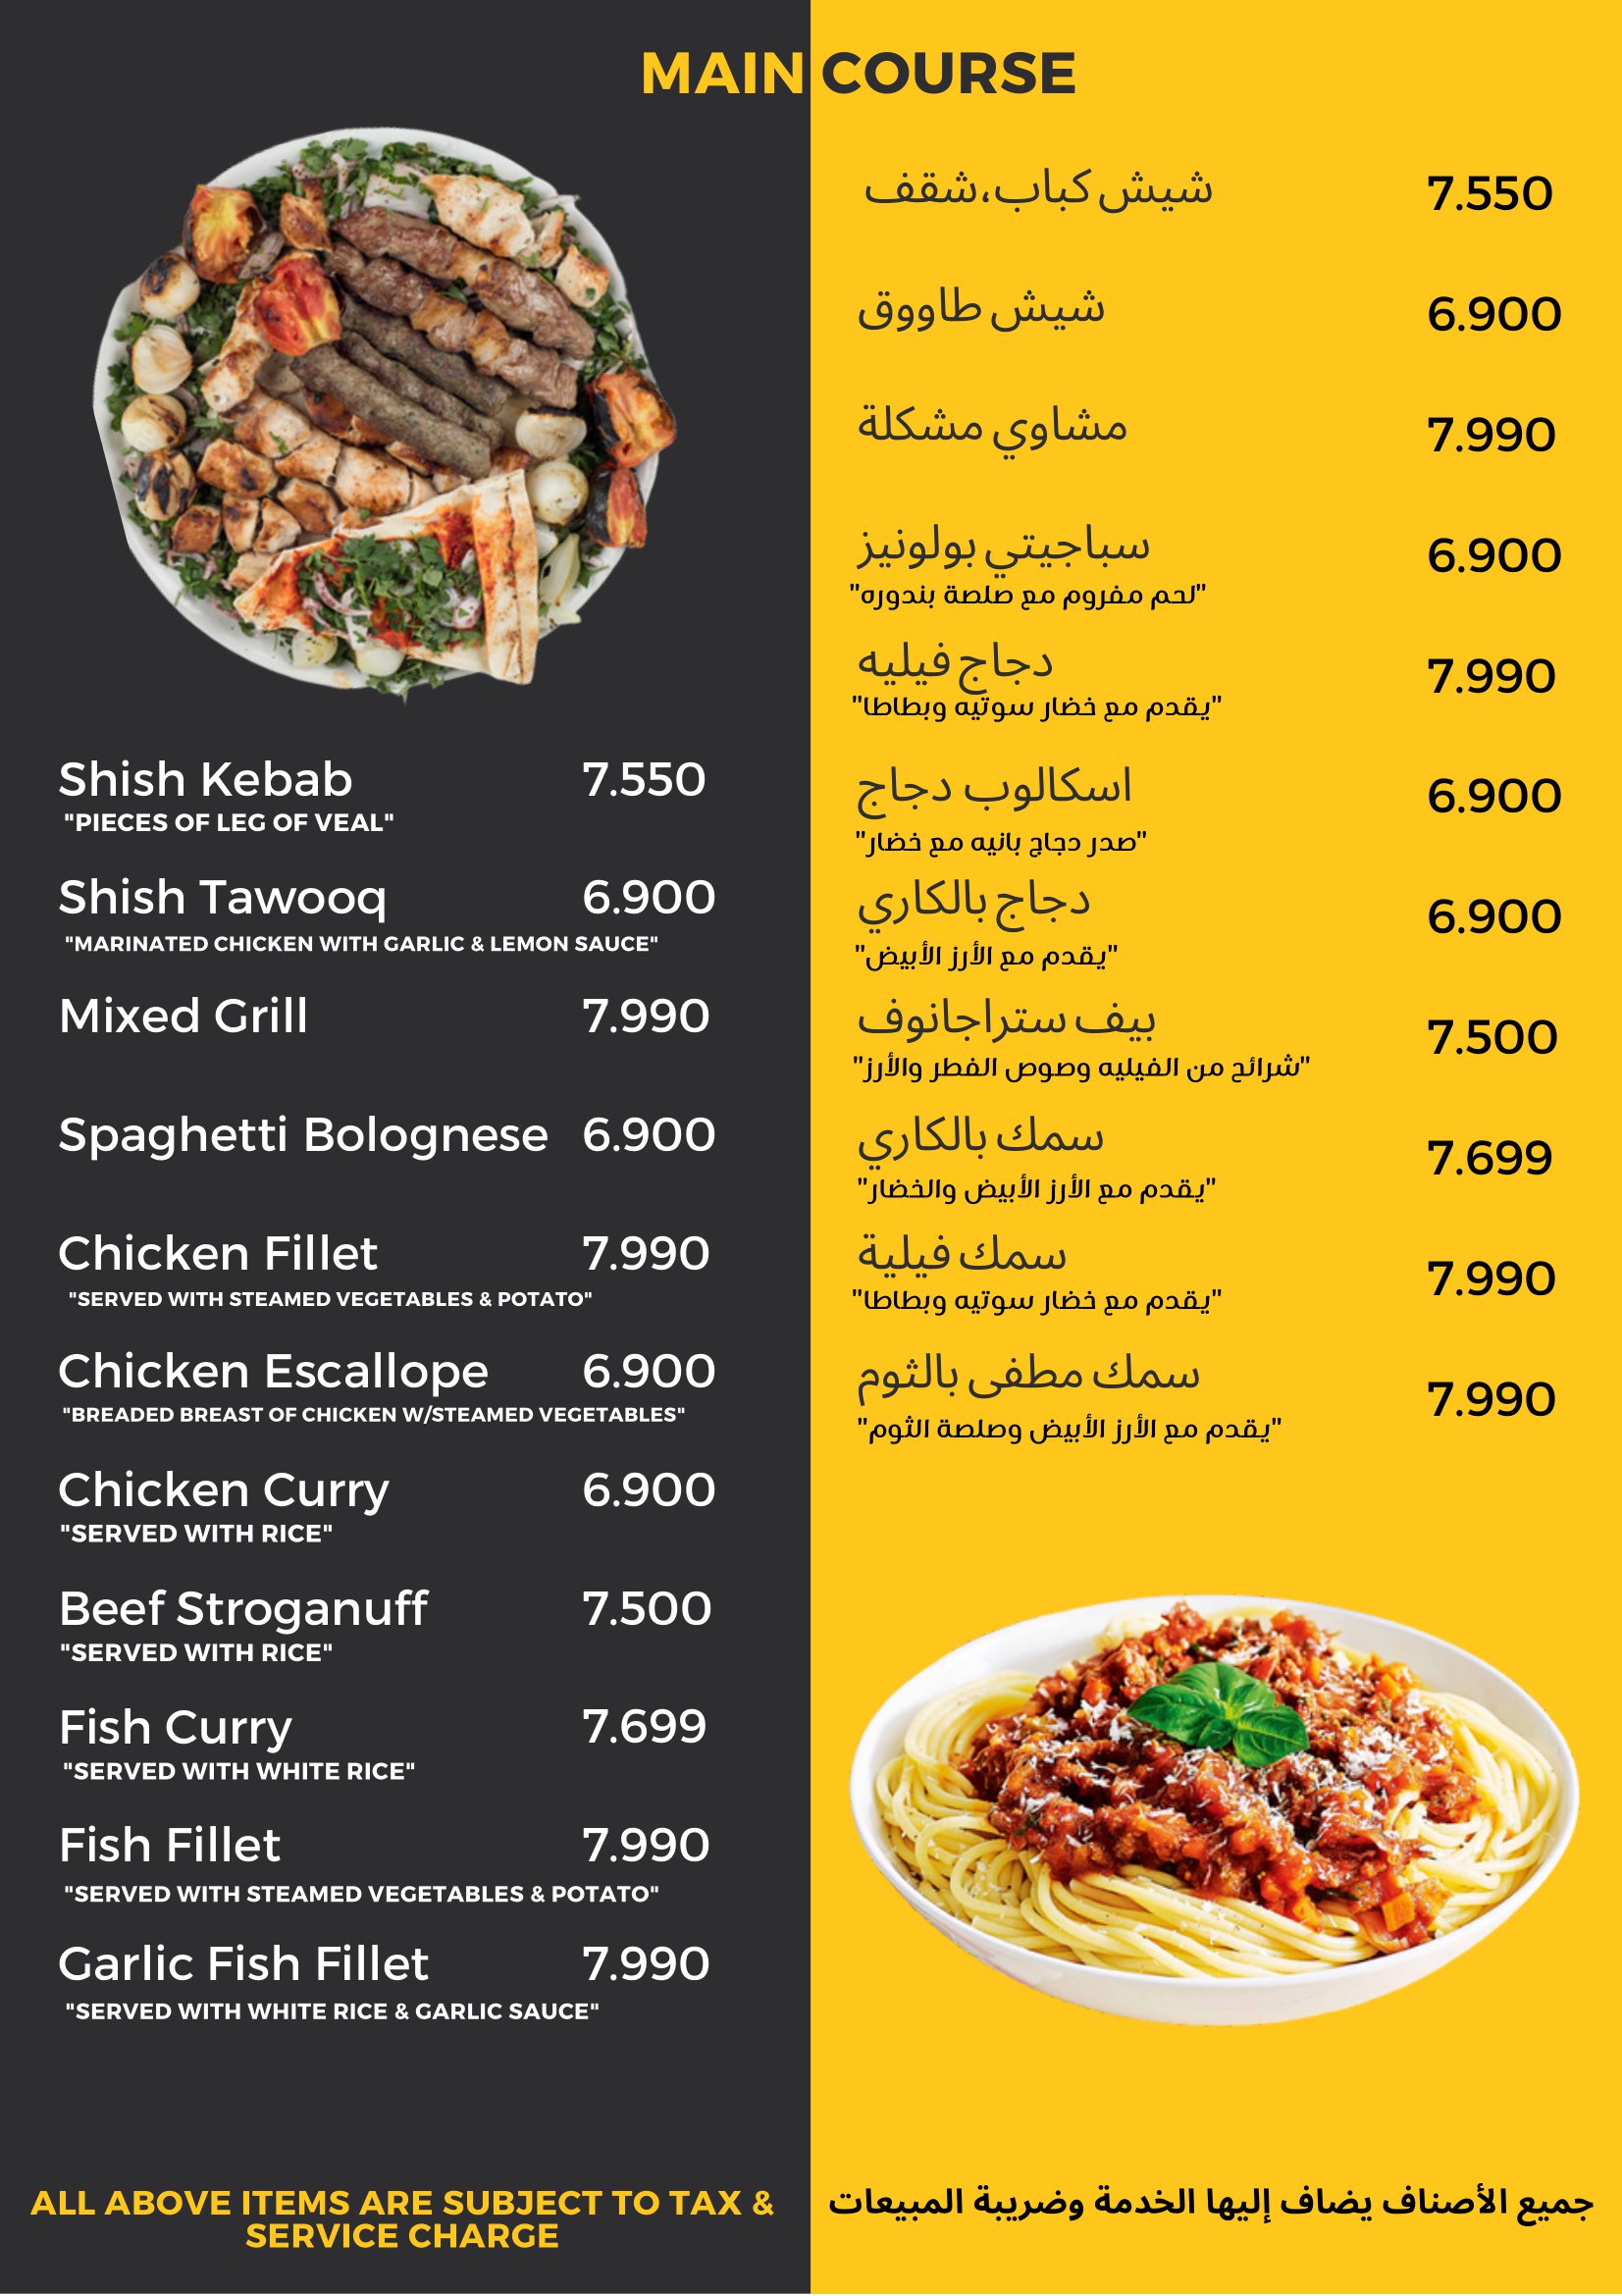 MAIN COURSE
Shish Kebab 7.550
"PIECES OF LEG OF VEAL"
Shish Tawooq 6.900
"MARINATED CHICKEN WITH GARLIC & LEMON SAUCE"
Mixed Grill 7.990
Spaghetti Bolognese 6.900
Chicken Fillet 7.990
"SERVED WITH STEAMED VEGETABLES & POTATO"
Chicken Escallope 6.900
"BREADED BREAST OF CHICKEN W/STEAMED VEGETABLES"
Chicken Curry 6.900
"SERVED WITH RICE"
Beef Stroganuff 7.500
"SERVED WITH RICE"
Fish Curry 7.699
"SERVED WITH WHITE RICE"
Fish Fillet 7.990
"SERVED WITH STEAMED VEGETABLES & POTATO"
Garlic Fish Fillet 7.990
"SERVED WITH WHITE RICE & GARLIC SAUCE"
ALL ABOVE ITEMS ARE SUBJECT TO TAX &
SERVICE CHARGE
شيش كباب،شقف 7.550
شيش طاووق 6.900
مشاوي مشكلة 7.990
سباجيتي بولونيز 6.900
"لحم مفروم مع صلصة بندوره"
دجاج فيليه 7.990
"يقدم مع خضار سوتيه وبطاطا"
اسكالوب دجاج 6.900
"صدر دجاج بانيه مع خضار"
دجاج بالكاري 6.900
"يقدم مع الأرز الأبيض"
بيف ستراجانوف 7.500
"شرائح من الفيليه وصوص الفطر والأرز"
سمك بالكاري 7.699
"يقدم مع الأرز الأبيض والخضار"
سمك فيلية 7.990
"يقدم مع خضار سوتيه وبطاطا"
سمك مطفى بالثوم 7.990
"يقدم مع الأرز الأبيض وصلصة الثوم"
جميع الأصناف يضاف إليها الخدمة وضريبة المبيعات